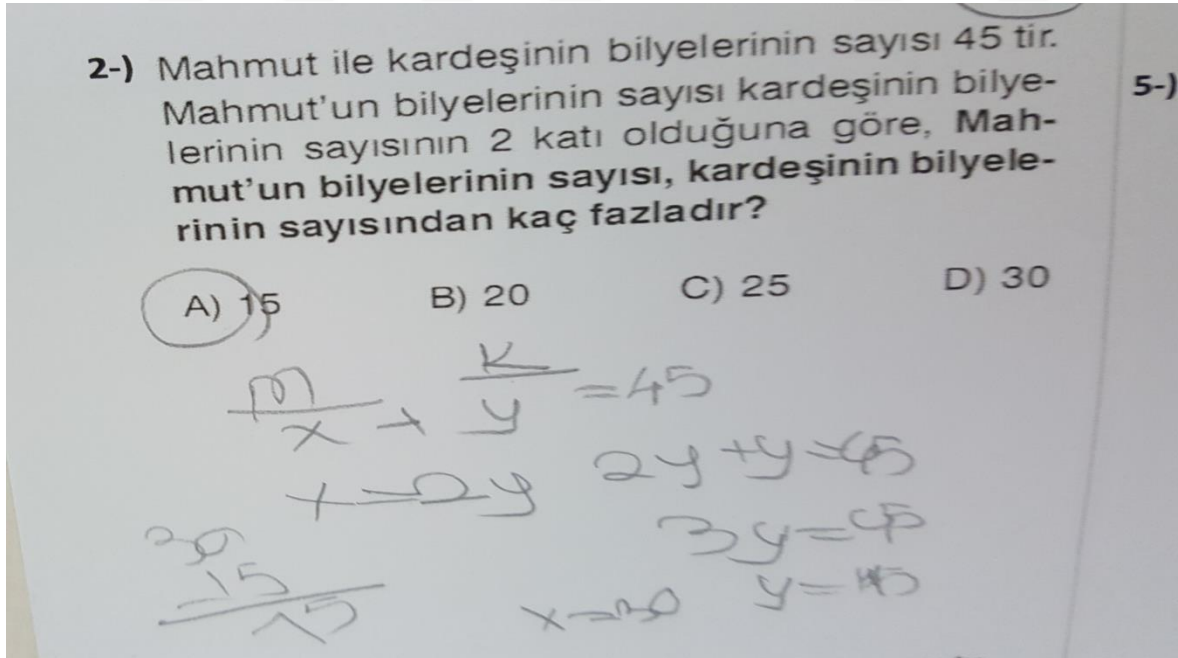 2-) Mahmut ile kardeşinin bilyelerinin sayısı 45 tir.
Mahmut'un bilyelerinin sayısı kardeşinin bilye-
lerinin sayısının 2 katı olduğuna göre, Mah-
mut'un bilyelerinin sayısı, kardeşinin bilyele-
rinin sayısından kaç fazladır?
5-)
A) 15 B) 20 C) 25 D) 30
m K
x + y = 45
x = 2y 2y + y = 45
3y = 45
30
- 15
15
x = 30 y = 15